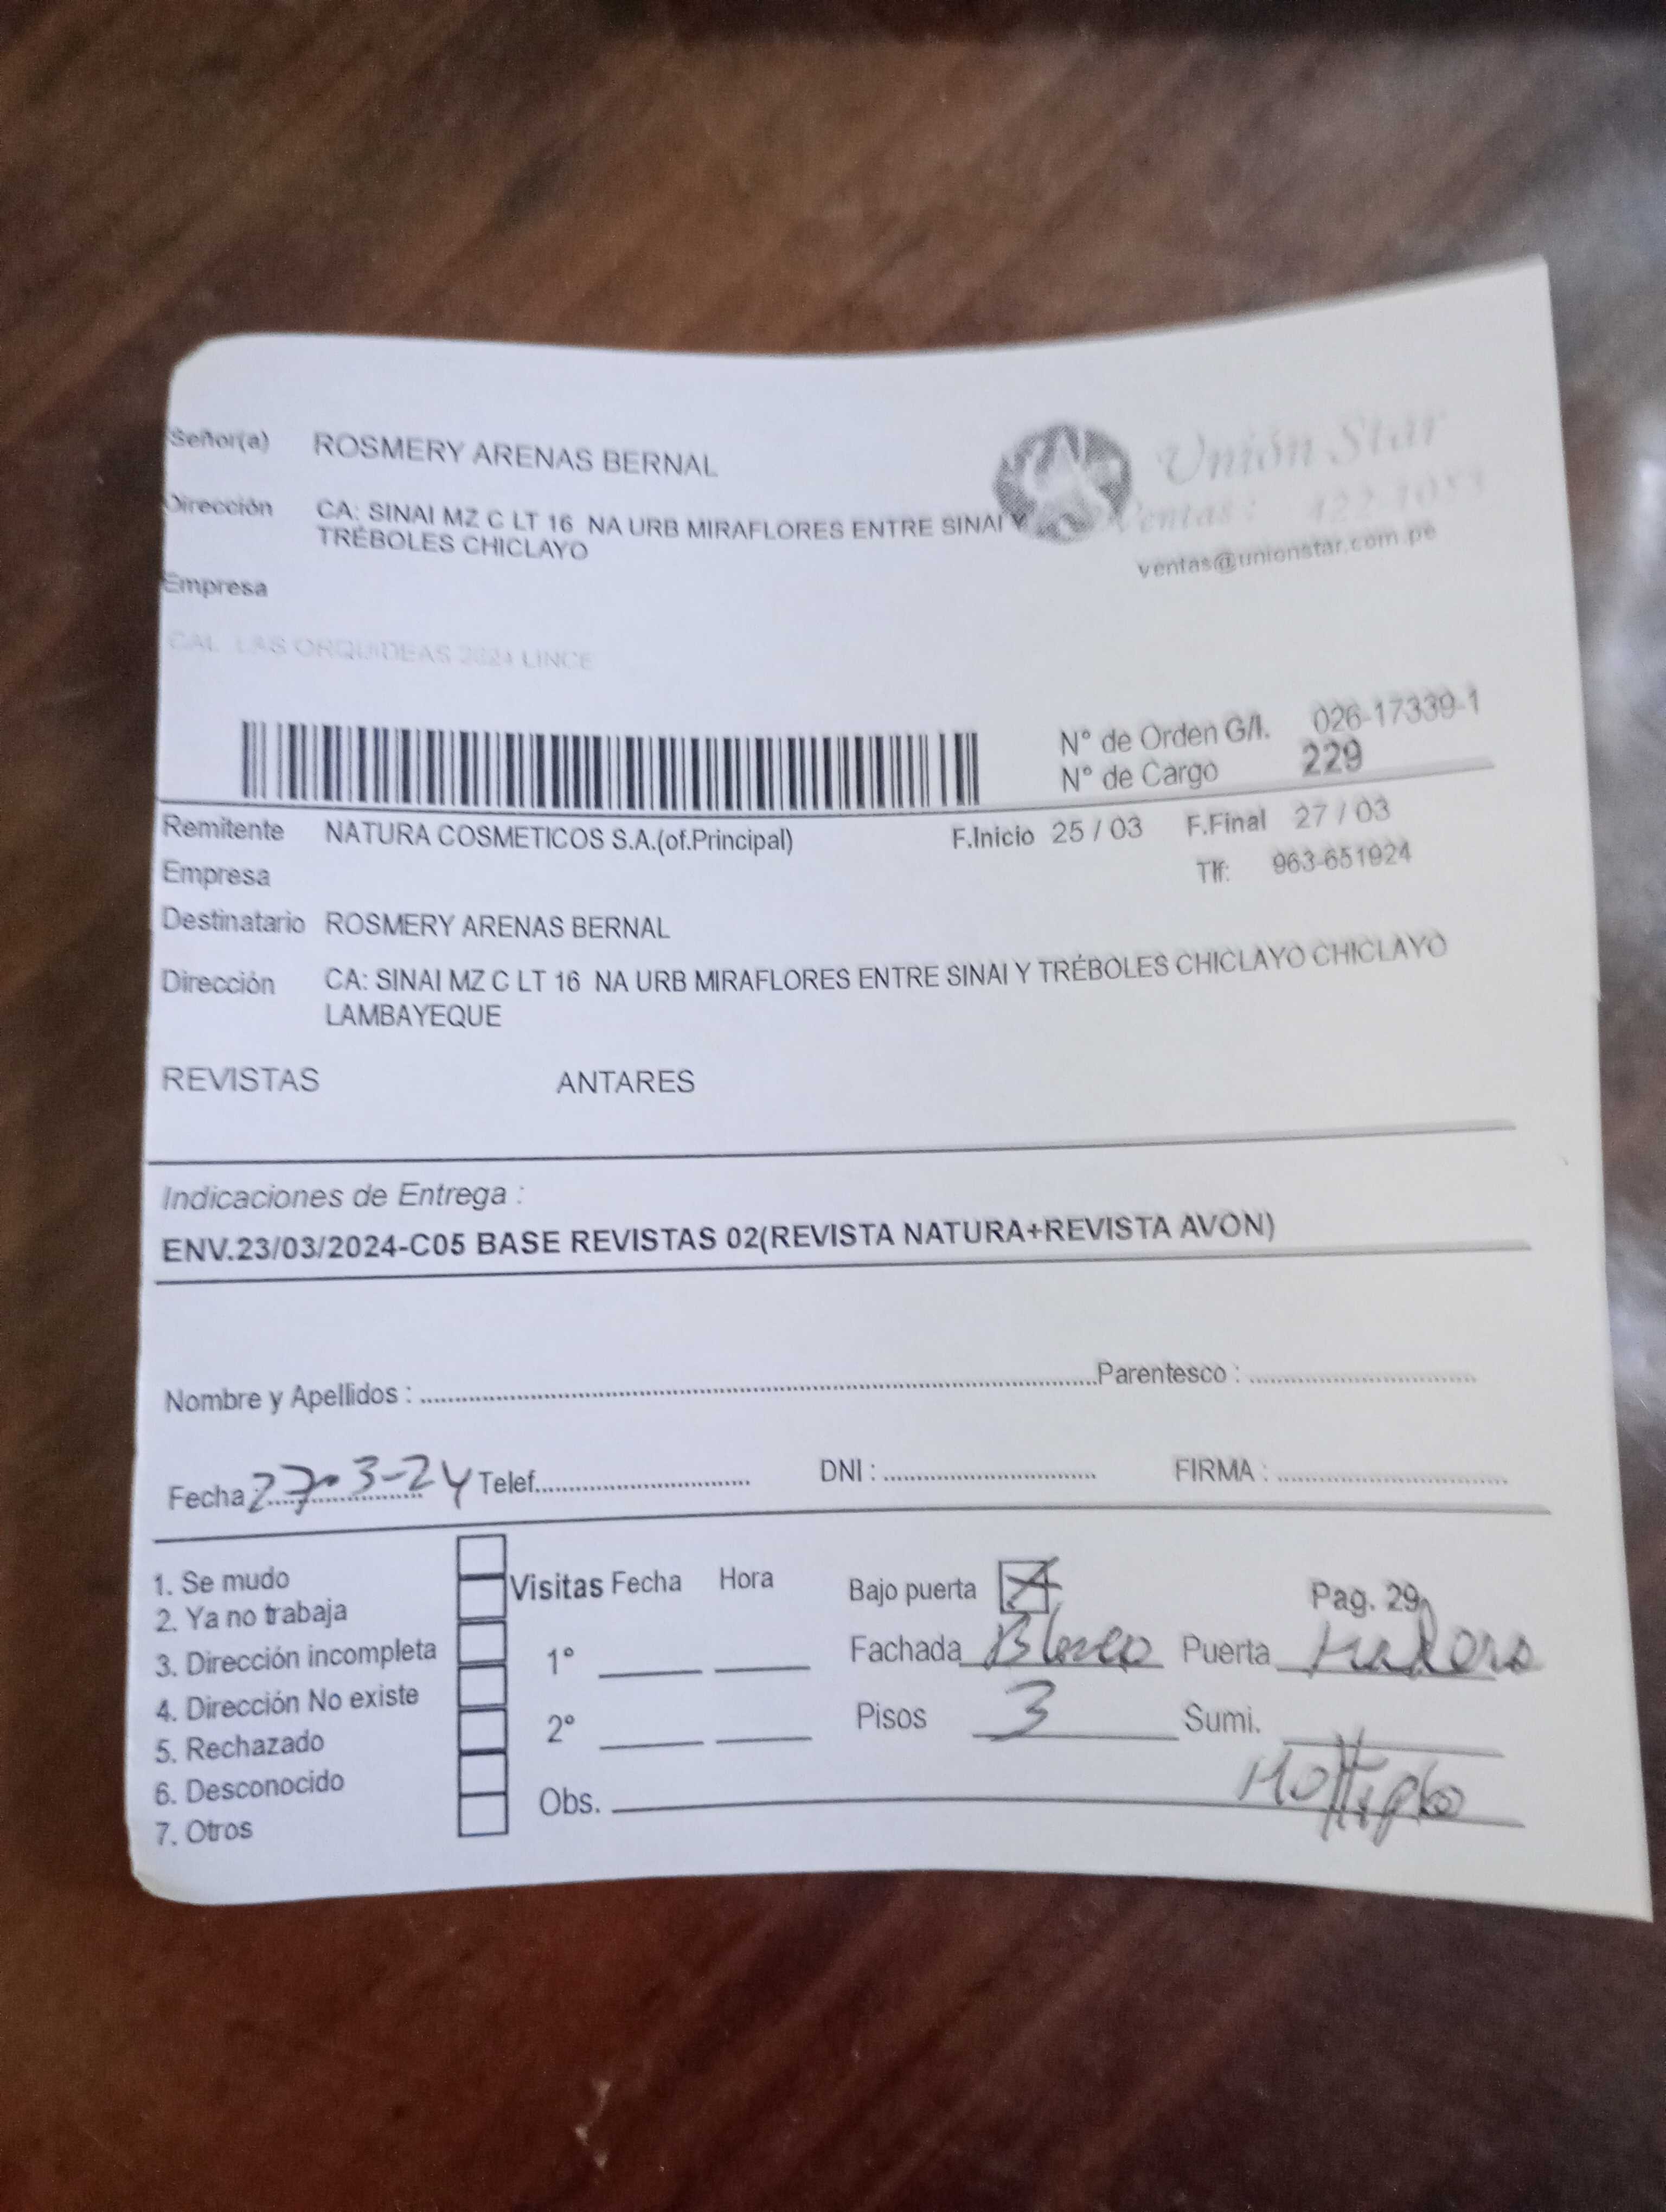 Señor(a) ROSMERY ARENAS BERNAL
Unión Star
Dirección CA: SINAI MZ C LT 16 NA URB MIRAFLORES ENTRE SINAI Y
TRÉBOLES CHICLAYO
Ventas:
ventas@unionstar.com.pe
Empresa
CAL. LAS ORQUIDEAS 2624 LINCE
N° de Orden G/I. 026-17339-1
N° de Cargo 229
Remitente NATURA COSMETICOS S.A.(of.Principal) F.Inicio 25 / 03 F.Final 27 / 03
Empresa Tlf: 963-651924
Destinatario ROSMERY ARENAS BERNAL
Dirección CA: SINAI MZ C LT 16 NA URB MIRAFLORES ENTRE SINAI Y TRÉBOLES CHICLAYO CHICLAYO
LAMBAYEQUE
REVISTAS ANTARES
Indicaciones de Entrega :
ENV.23/03/2024-C05 BASE REVISTAS 02(REVISTA NATURA+REVISTA AVON)
Nombre y Apellidos : Parentesco :
Fecha 27-3-24 Telef. DNI : FIRMA :
1. Se mudo
2. Ya no trabaja
3. Dirección incompleta
4. Dirección No existe
5. Rechazado
6. Desconocido
7. Otros
Visitas Fecha Hora
1°
2°
Obs.
Bajo puerta
Pag. 29
Fachada Blanco Puerta Madera
Pisos 3 Sumi.